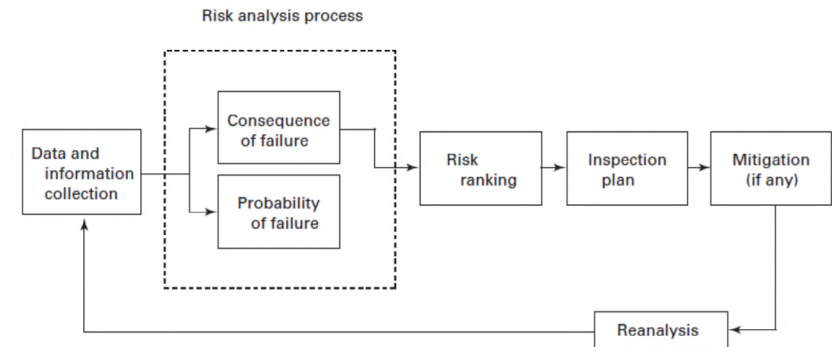 Risk analysis process
Consequence
of failure
Data and
information
collection
Probability
of failure
Risk
ranking
Inspection
plan
Mitigation
(if any)
Reanalysis